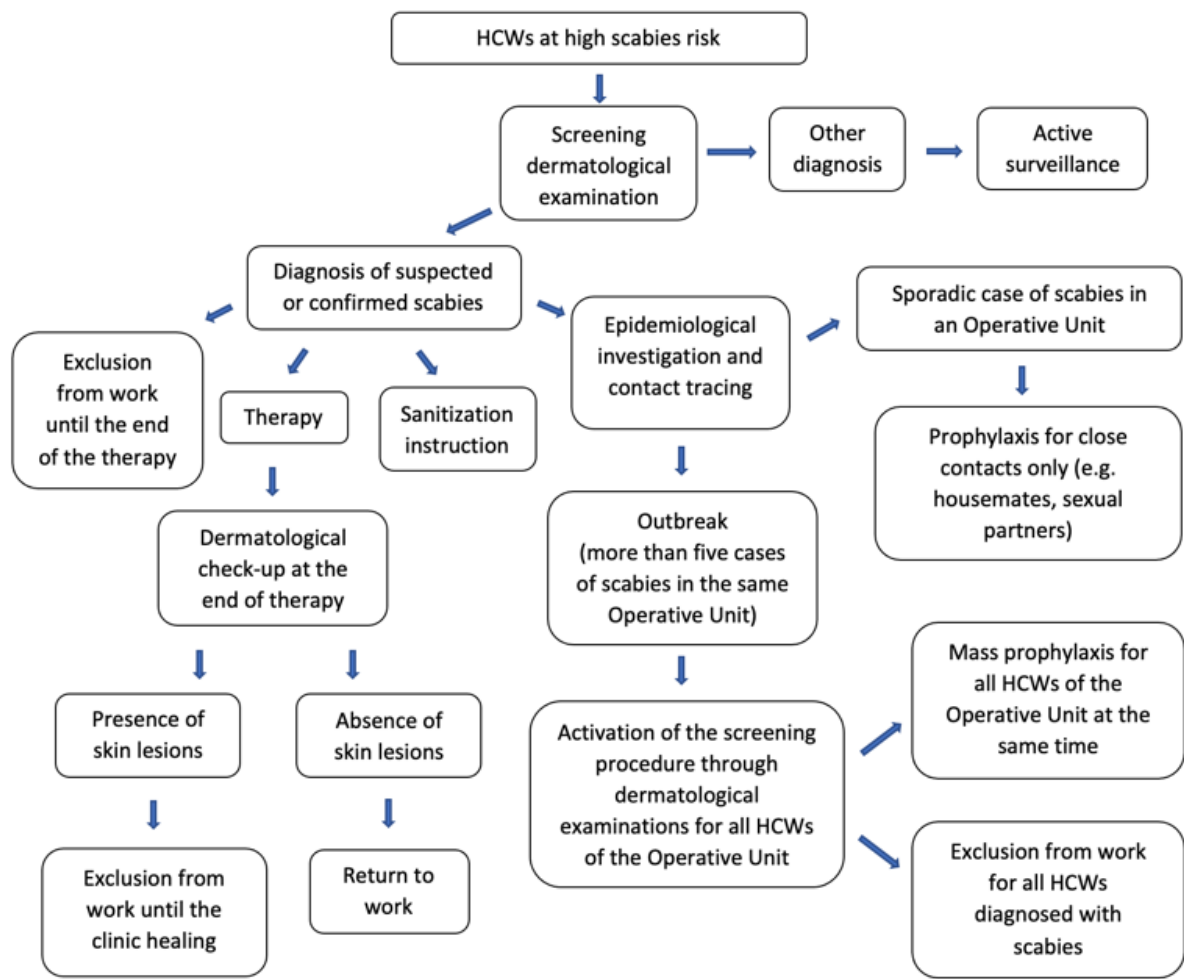 HCWs at high scabies risk
Screening
dermatological
examination
Other
diagnosis
Active
surveillance
Diagnosis of suspected
or confirmed scabies
Sporadic case of scabies in
an Operative Unit
Exclusion
from work
until the end
of the therapy
Therapy
Sanitization
instruction
Epidemiological
investigation and
contact tracing
Prophylaxis for close
contacts only (e.g.
housemates, sexual
partners)
Dermatological
check-up at the
end of therapy
Outbreak
(more than five cases
of scabies in the same
Operative Unit)
Presence of
skin lesions
Absence of
skin lesions
Activation of the screening
procedure through
dermatological
examinations for all HCWs
of the Operative Unit
Mass prophylaxis for
all HCWs of the
Operative Unit at the
same time
Exclusion from
work until the
clinic healing
Return to
work
Exclusion from work
for all HCWs
diagnosed with
scabies